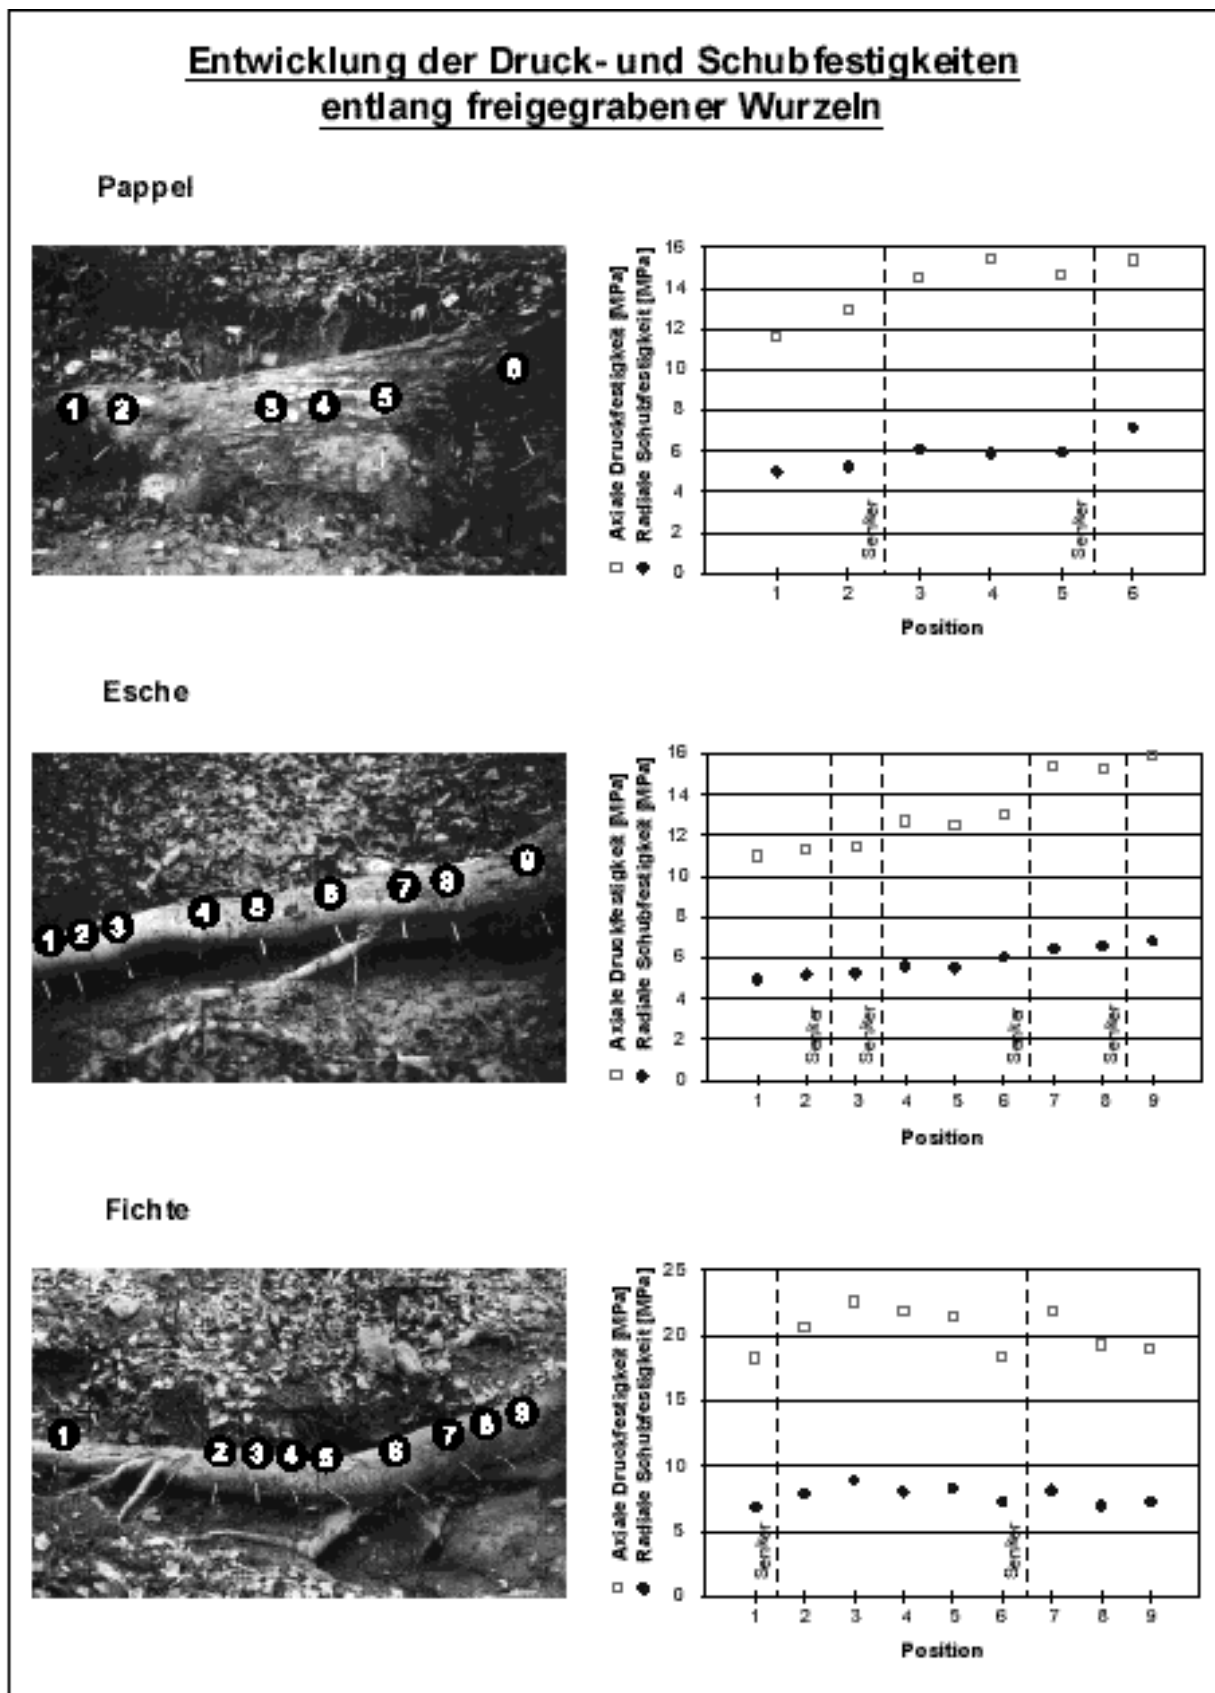 Entwicklung der Druck- und Schubfestigkeiten
entlang freigegrabener Wurzeln
Pappel
1 2 3 4 5 6
□ Axiale Druckfestigkeit [MPa]
◆ Radiale Schubfestigkeit [MPa]
16
14
12
10
8
6
4
2
0
Senker Senker
1 2 3 4 5 6
Position
Esche
1 2 3 4 5 6 7 8 9
□ Axiale Druckfestigkeit [MPa]
◆ Radiale Schubfestigkeit [MPa]
16
14
12
10
8
6
4
2
0
Senker Senker Senker Senker
1 2 3 4 5 6 7 8 9
Position
Fichte
1 2 3 4 5 6 7 8 9
□ Axiale Druckfestigkeit [MPa]
◆ Radiale Schubfestigkeit [MPa]
25
20
15
10
5
0
Senker Senker
1 2 3 4 5 6 7 8 9
Position